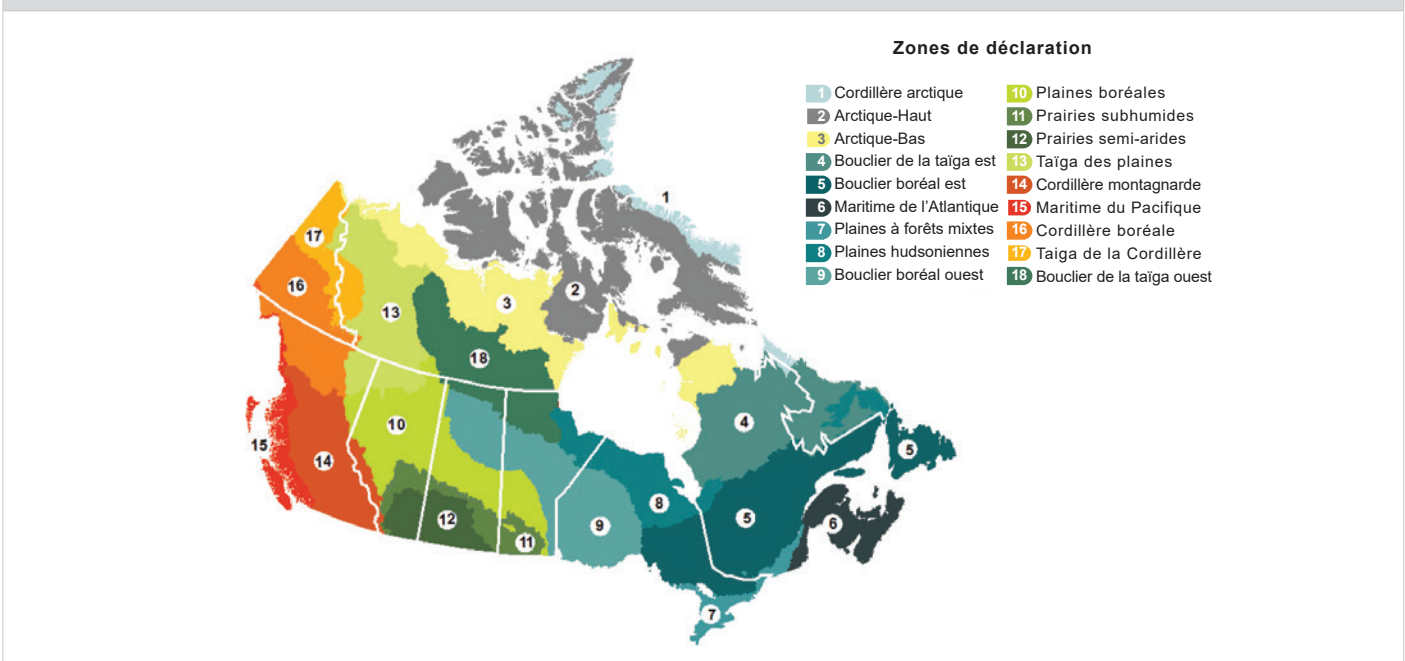 Zones de déclaration
1 Cordillère arctique
2 Arctique-Haut
3 Arctique-Bas
4 Bouclier de la taïga est
5 Bouclier boréal est
6 Maritime de l'Atlantique
7 Plaines à forêts mixtes
8 Plaines hudsoniennes
9 Bouclier boréal ouest
10 Plaines boréales
11 Prairies subhumides
12 Prairies semi-arides
13 Taïga des plaines
14 Cordillère montagnarde
15 Maritime du Pacifique
16 Cordillère boréale
17 Taiga de la Cordillère
18 Bouclier de la taïga ouest
1
17
16
2
3
13
18
10
4
15
14
5
12
11
9
8
5
6
7